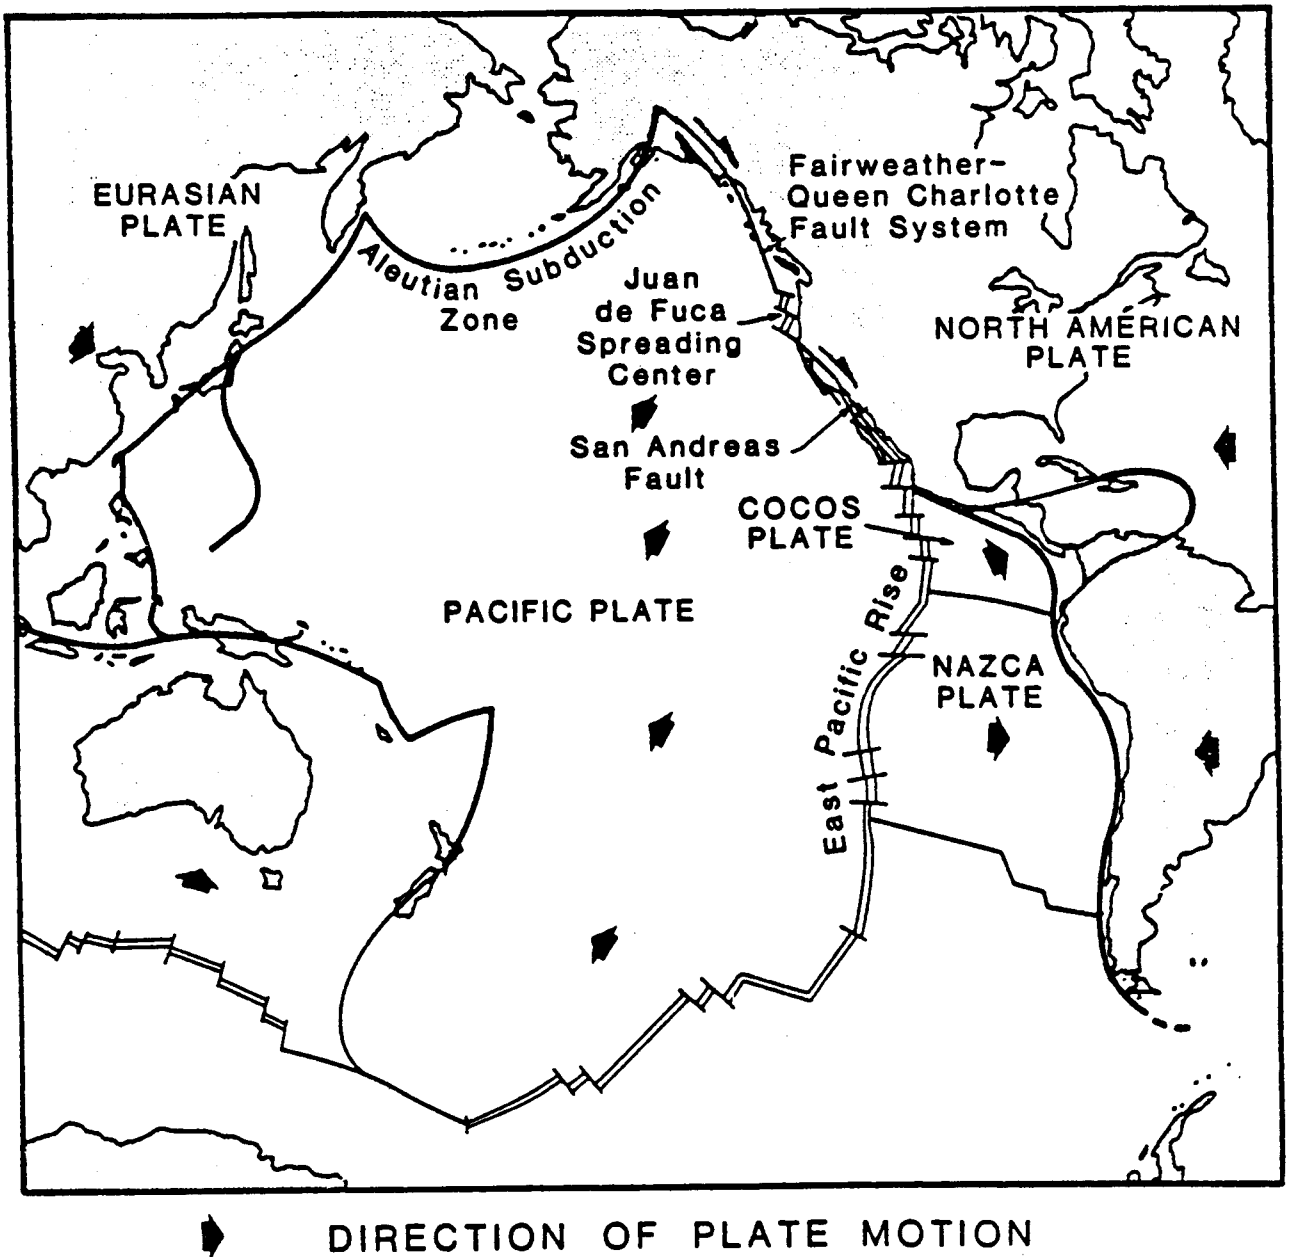 EURASIAN
PLATE
Aleutian Subduction
Zone
Fairweather-
Queen Charlotte
Fault System
Juan
de Fuca
Spreading
Center
NORTH AMERICAN
PLATE
San Andreas
Fault
COCOS
PLATE
PACIFIC PLATE
East Pacific Rise
NAZCA
PLATE
DIRECTION OF PLATE MOTION